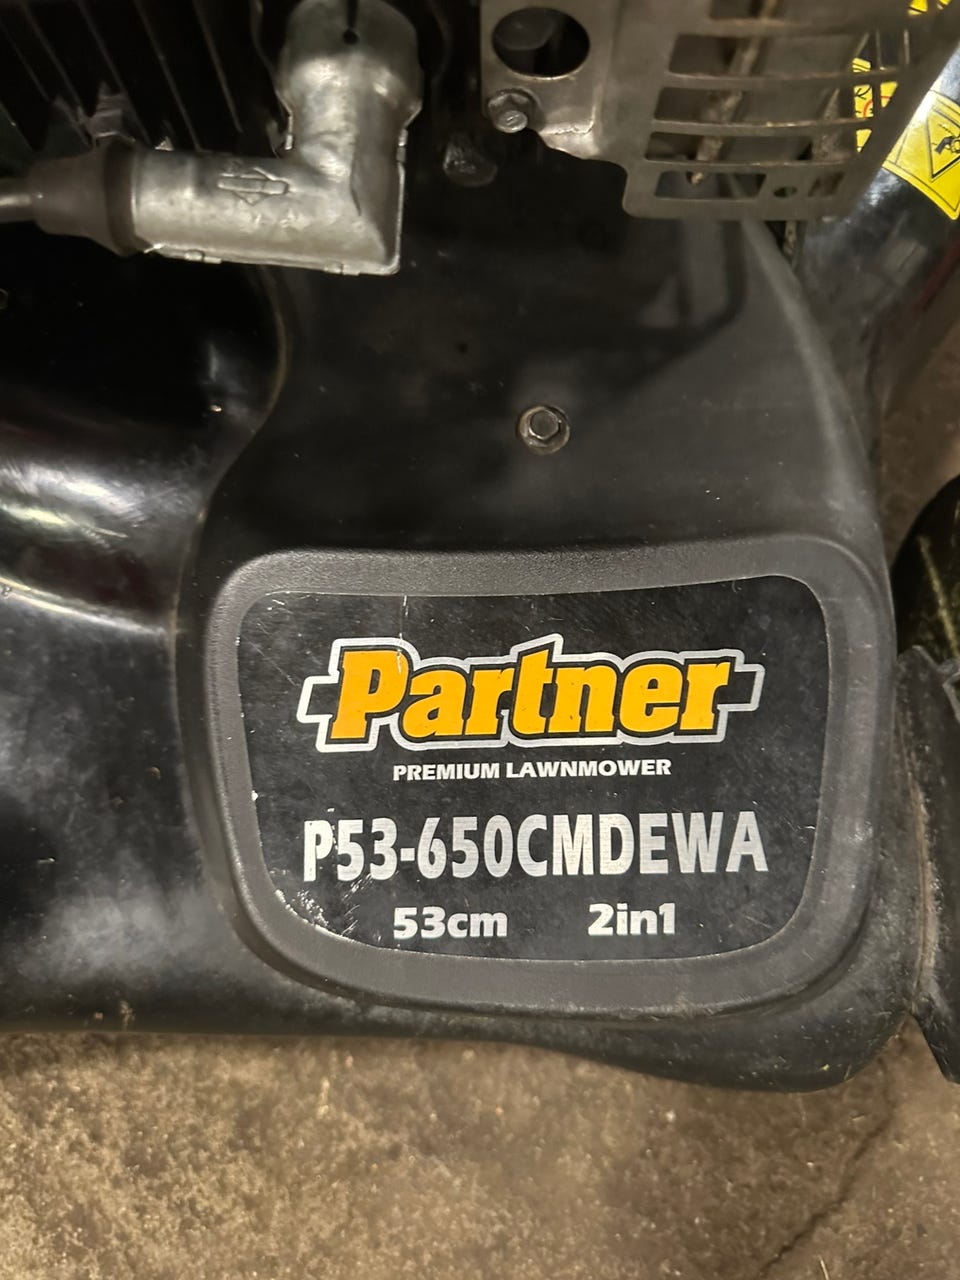 Partner
PREMIUM LAWNMOWER
P53-650CMDEWA
53cm 2in1